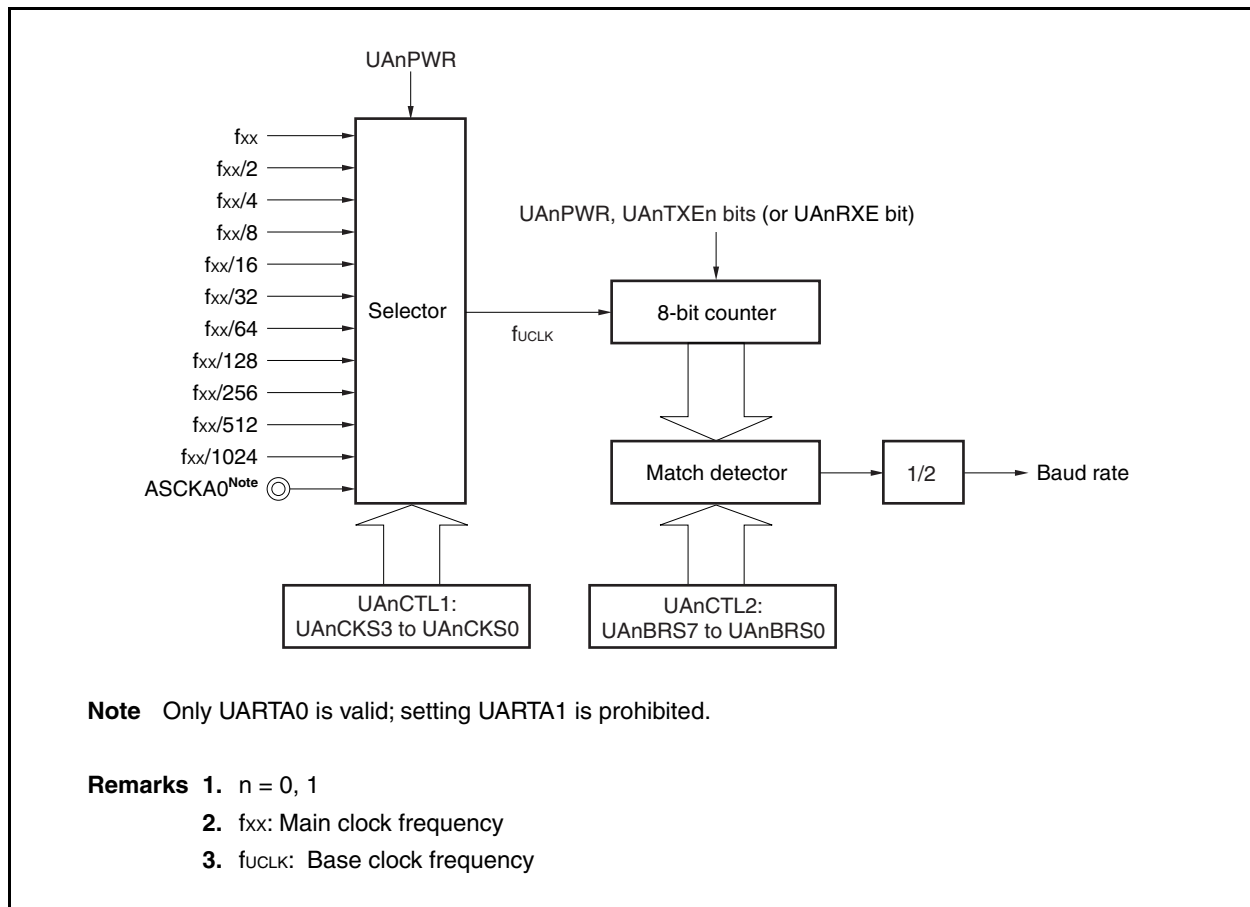 UAnPWR
fxx
fxx/2
fxx/4
fxx/8
fxx/16
fxx/32
fxx/64
fxx/128
fxx/256
fxx/512
fxx/1024
ASCKA0Note
Selector
fUCLK
UAnPWR, UAnTXEn bits (or UAnRXE bit)
8-bit counter
Match detector
1/2
Baud rate
UAnCTL1:
UAnCKS3 to UAnCKS0
UAnCTL2:
UAnBRS7 to UAnBRS0
Note Only UARTA0 is valid; setting UARTA1 is prohibited.
Remarks 1. n = 0, 1
2. fxx: Main clock frequency
3. fUCLK: Base clock frequency